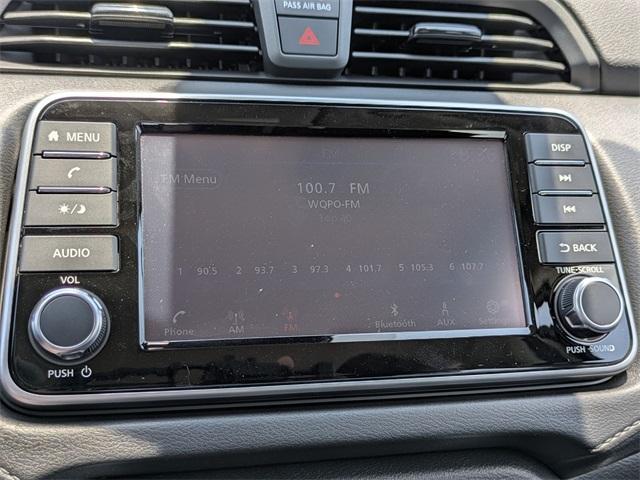 PASS AIR BAG
MENU
DISP
FM Menu
100.7 FM
WQPO-FM
Top 40
AUDIO
BACK
VOL
TUNE·SCROLL
1 90.5 2 93.7 3 97.3 4 101.7 5 105.3 6 107.7
Phone AM FM Bluetooth AUX
PUSH
PUSH·SOUND